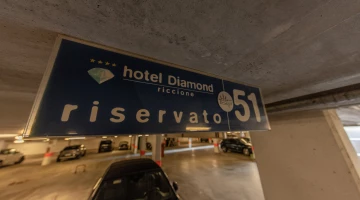 hotel Diamond
riccione
riservato 51